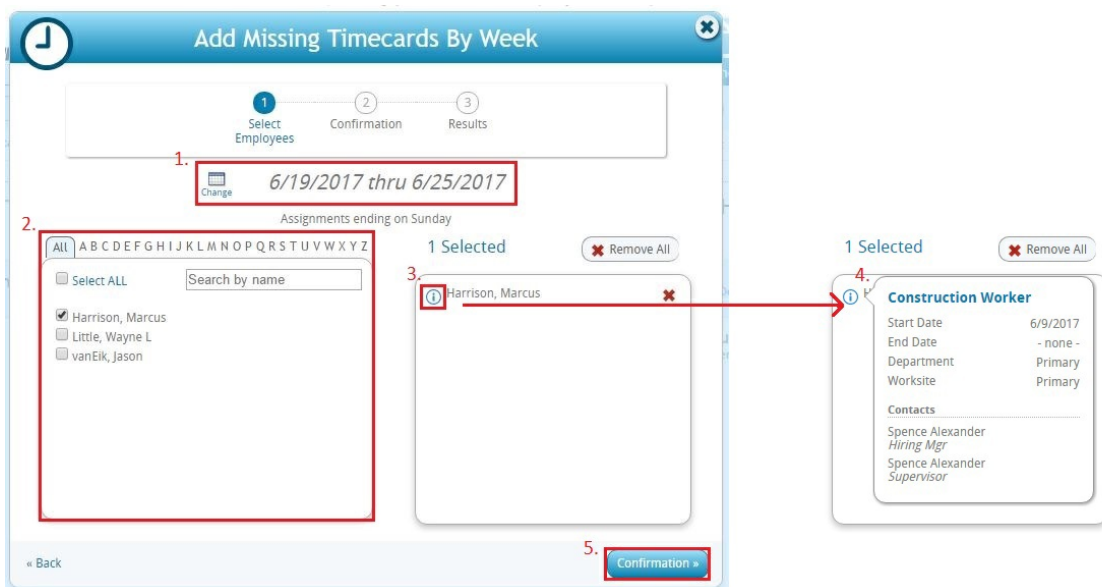 Add Missing Timecards By Week
1
2
3
Select
Employees
Confirmation
Results
1.
Change
6/19/2017 thru 6/25/2017
Assignments ending on Sunday
2.
All A B C D E F G H I J K L M N O P Q R S T U V W X Y Z
Select ALL
Search by name
Harrison, Marcus
Little, Wayne L
vanEik, Jason
1 Selected
Remove All
3.
Harrison, Marcus
« Back
5.
Confirmation »
1 Selected
Remove All
4.
Construction Worker
Start Date 6/9/2017
End Date - none -
Department Primary
Worksite Primary
Contacts
Spence Alexander
Hiring Mgr
Spence Alexander
Supervisor